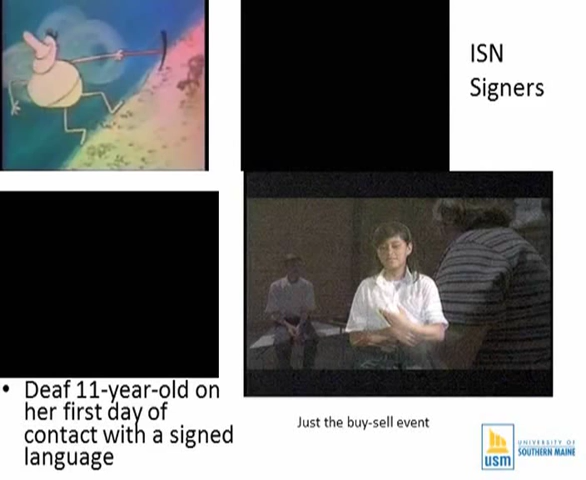 ISN
Signers
• Deaf 11-year-old on
her first day of
contact with a signed
language
Just the buy-sell event
usm
UNIVERSITY OF
SOUTHERN MAINE